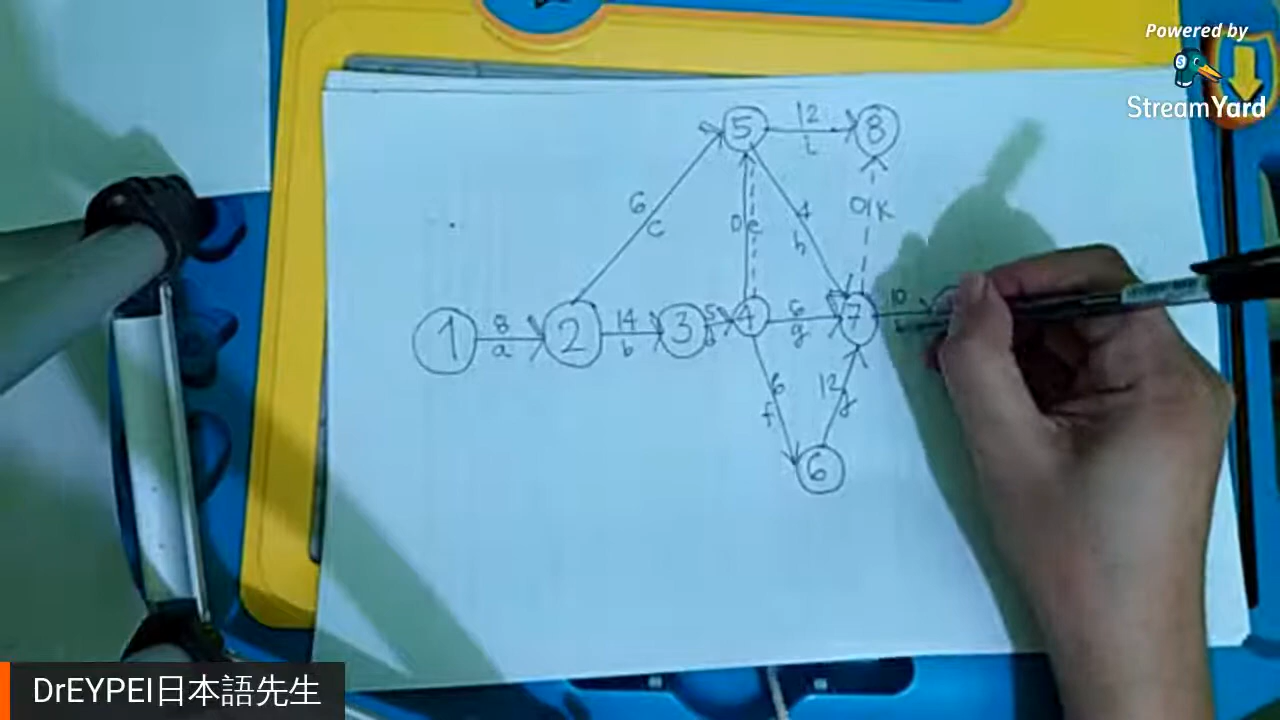 Powered by
StreamYard
5
12
i
8
6
c
0
e
4
h
0
K
1
8
a
2
14
b
3
5
4
6
g
7
10
6
f
12
j
6
DrEYPEI日本語先生